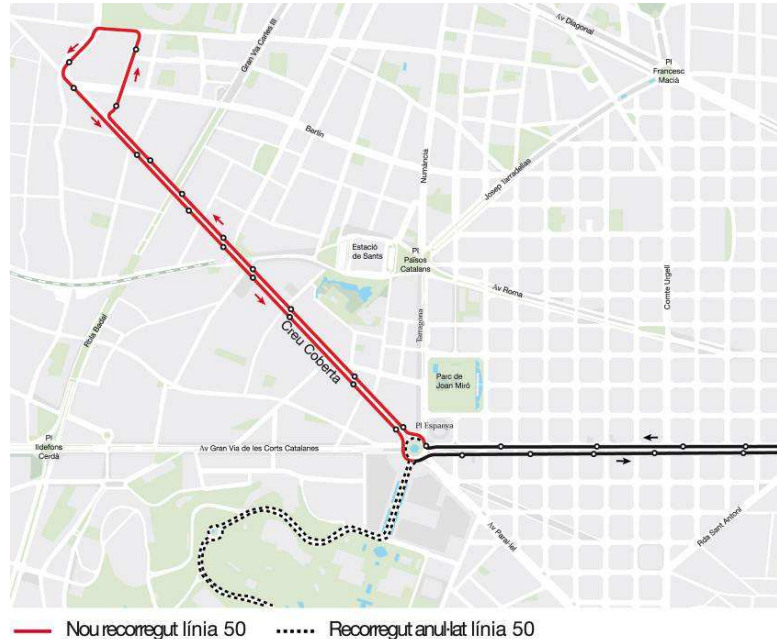 Av Diagonal
Gran Via Carles III
Pl
Francesc
Macià
Berlin
Numància
Josep Tarradellas
Estació
de Sants
Pl
Països
Catalans
Comte Urgell
Av Roma
Rbla Badal
Tarragona
Creu Coberta
Parc de
Joan Miró
Pl Espanya
Pl
Ildefons
Cerdà
Av Gran Via de les Corts Catalanes
Av Paral·lel
Rda Sant Antoni
Nou recorregut línia 50
Recorregut anul·lat línia 50